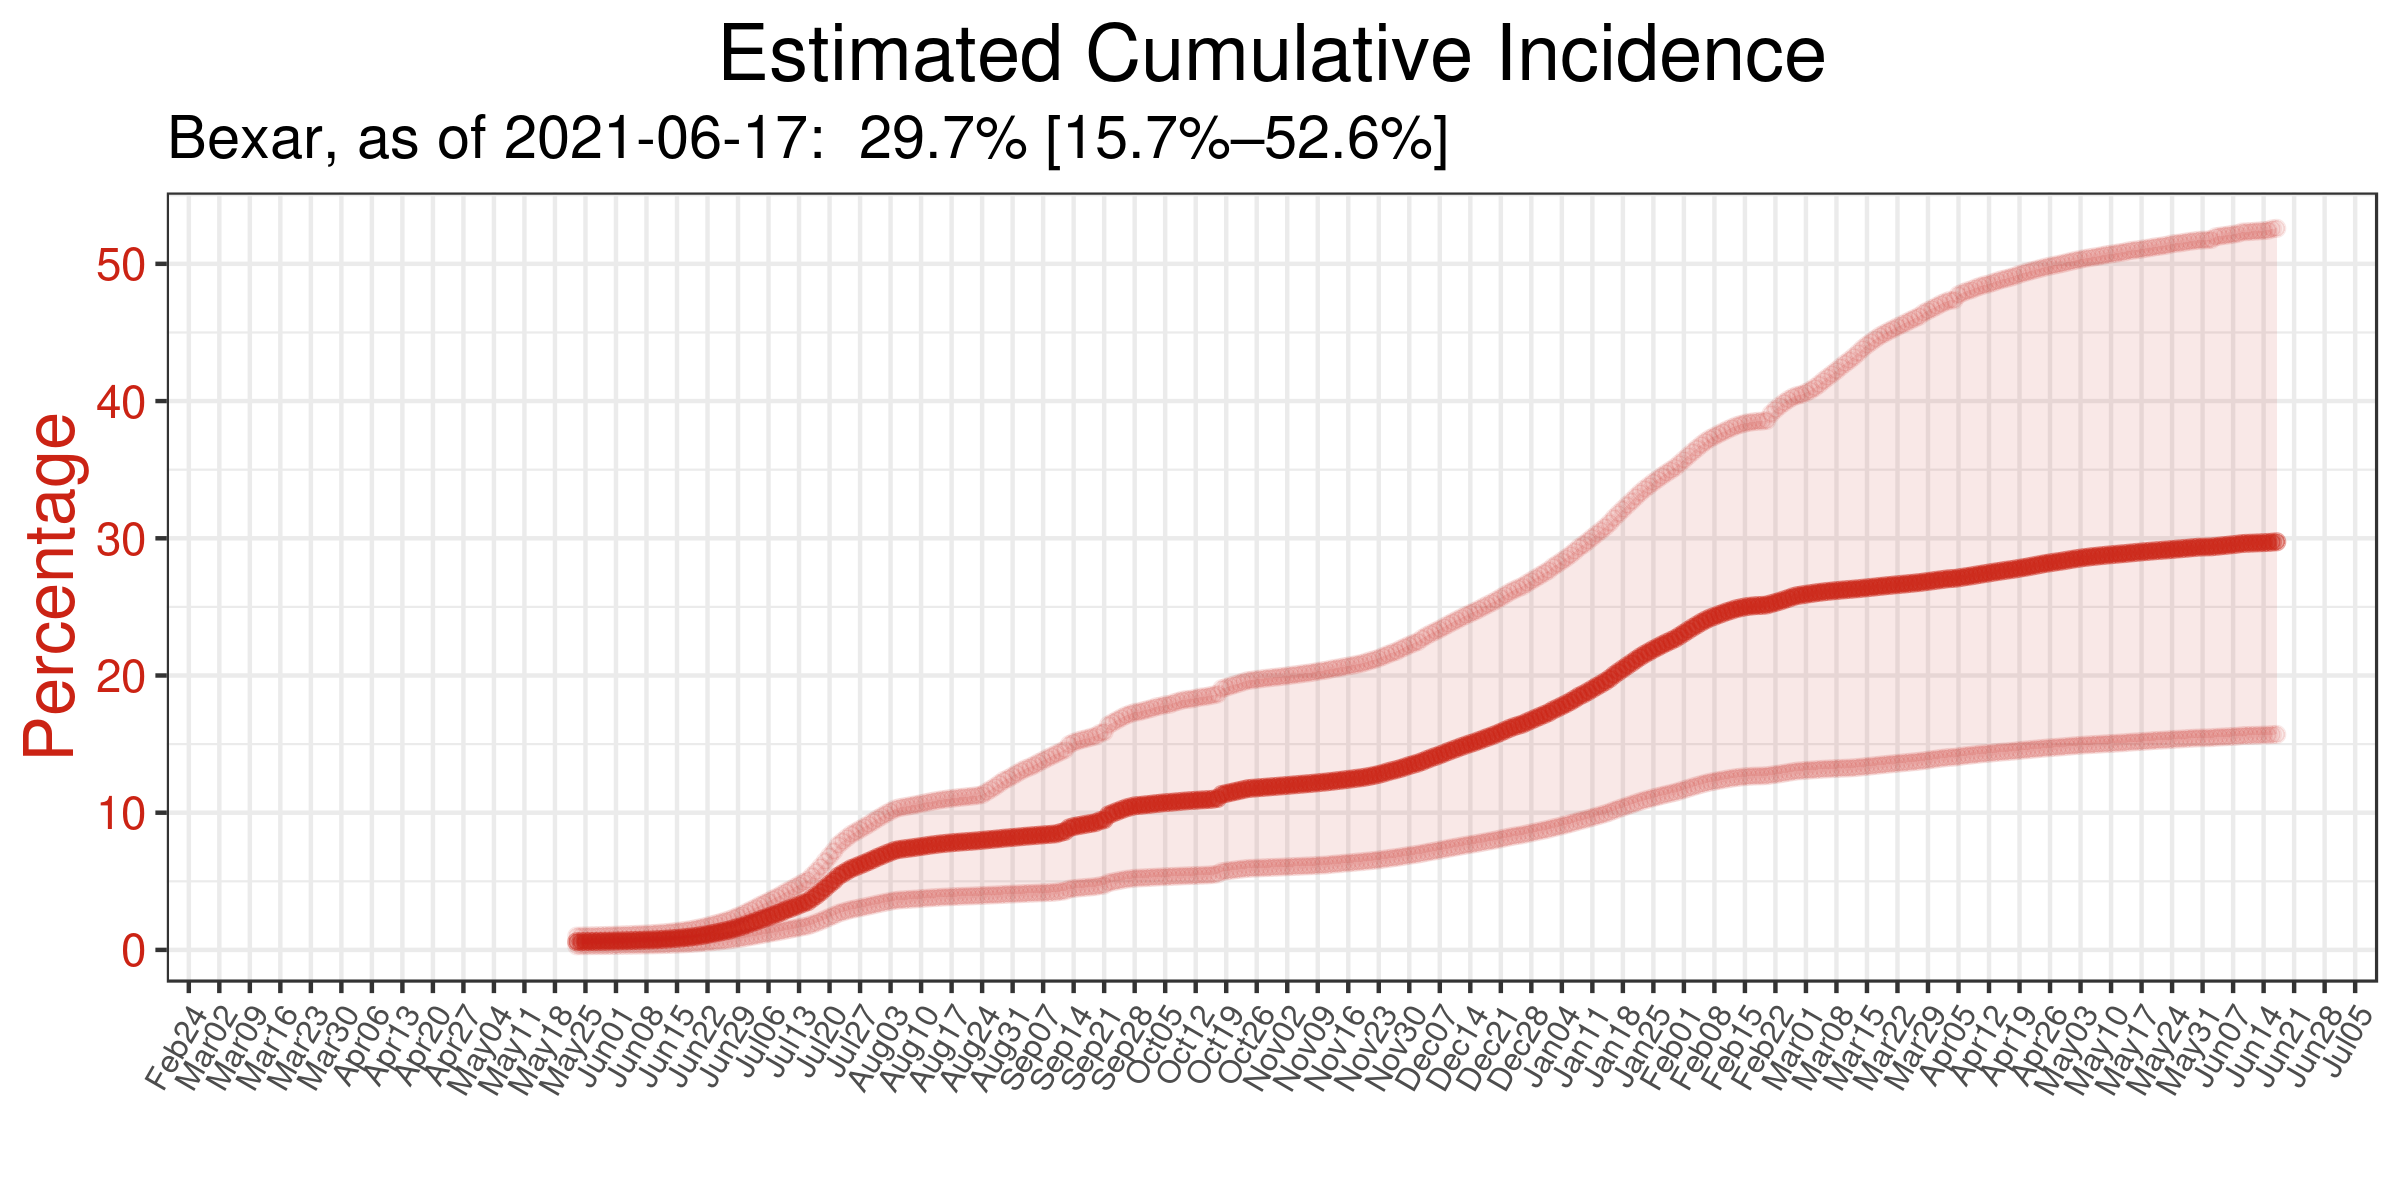 Estimated Cumulative Incidence
Bexar, as of 2021-06-17:  29.7% [15.7%–52.6%]
Percentage
50
40
30
20
10
0
Feb24
Mar02
Mar09
Mar16
Mar23
Mar30
Apr06
Apr13
Apr20
Apr27
May04
May11
May18
May25
Jun01
Jun08
Jun15
Jun22
Jun29
Jul06
Jul13
Jul20
Jul27
Aug03
Aug10
Aug17
Aug24
Aug31
Sep07
Sep14
Sep21
Sep28
Oct05
Oct12
Oct19
Oct26
Nov02
Nov09
Nov16
Nov23
Nov30
Dec07
Dec14
Dec21
Dec28
Jan04
Jan11
Jan18
Jan25
Feb01
Feb08
Feb15
Feb22
Mar01
Mar08
Mar15
Mar22
Mar29
Apr05
Apr12
Apr19
Apr26
May03
May10
May17
May24
May31
Jun07
Jun14
Jun21
Jun28
Jul05